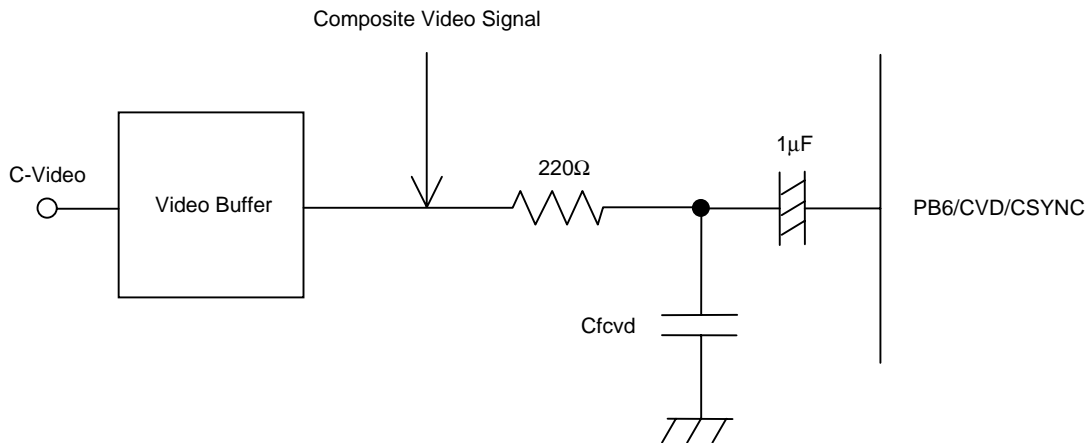 Composite Video Signal
1μF
220Ω
C-Video
Video Buffer
PB6/CVD/CSYNC
Cfcvd